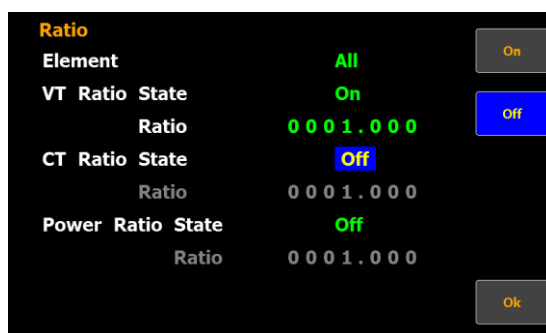 Ratio
Element All
VT Ratio State On
Ratio 0001.000
CT Ratio State Off
Ratio 0001.000
Power Ratio State Off
Ratio 0001.000
On
Off
Ok